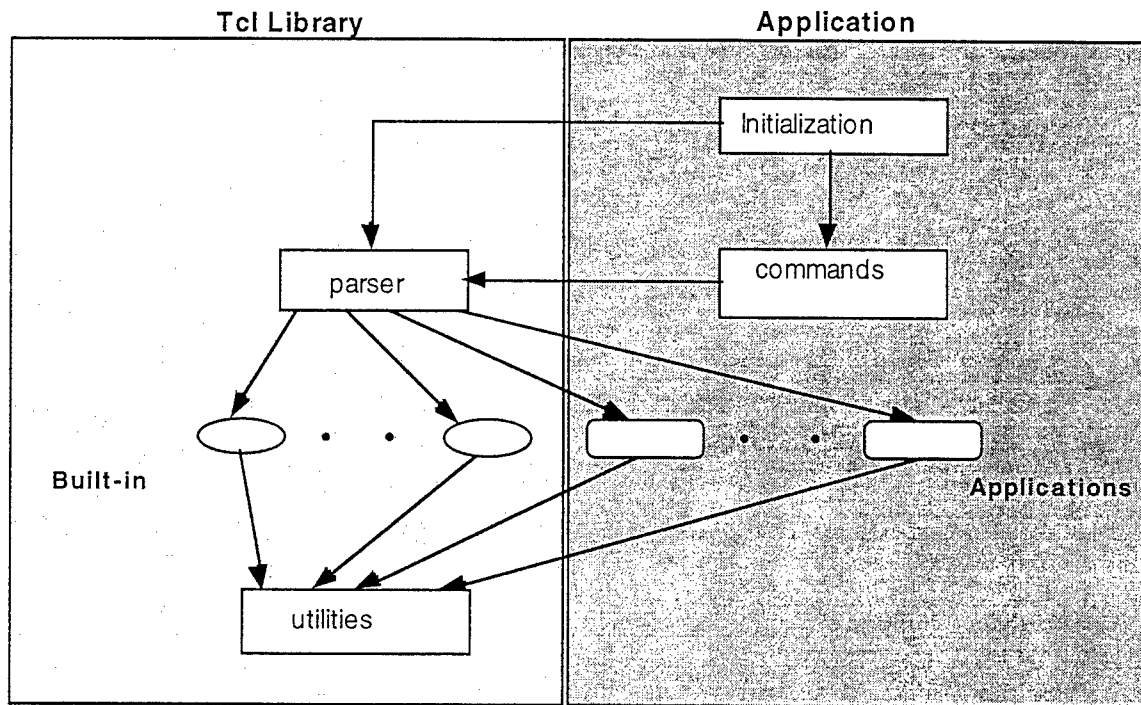 Tcl Library
Application
Initialization
parser
commands
Built-in
Applications
utilities